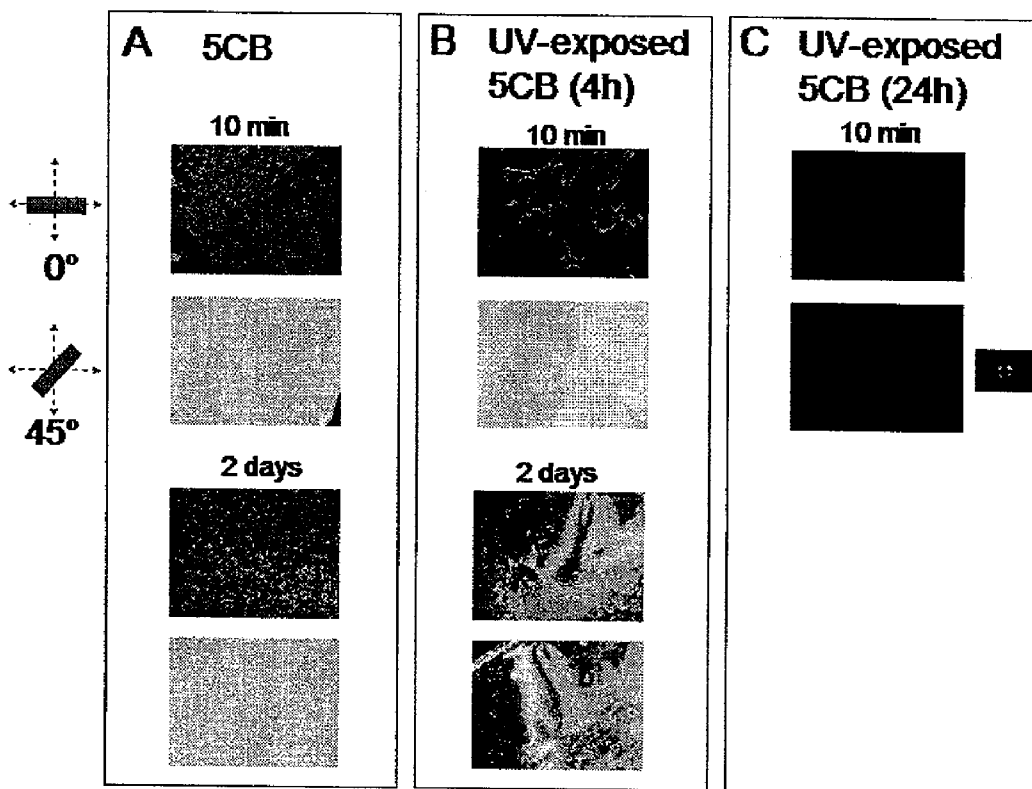 A 5CB
10 min
2 days
B UV-exposed
5CB (4h)
10 min
2 days
C UV-exposed
5CB (24h)
10 min
0°
45°